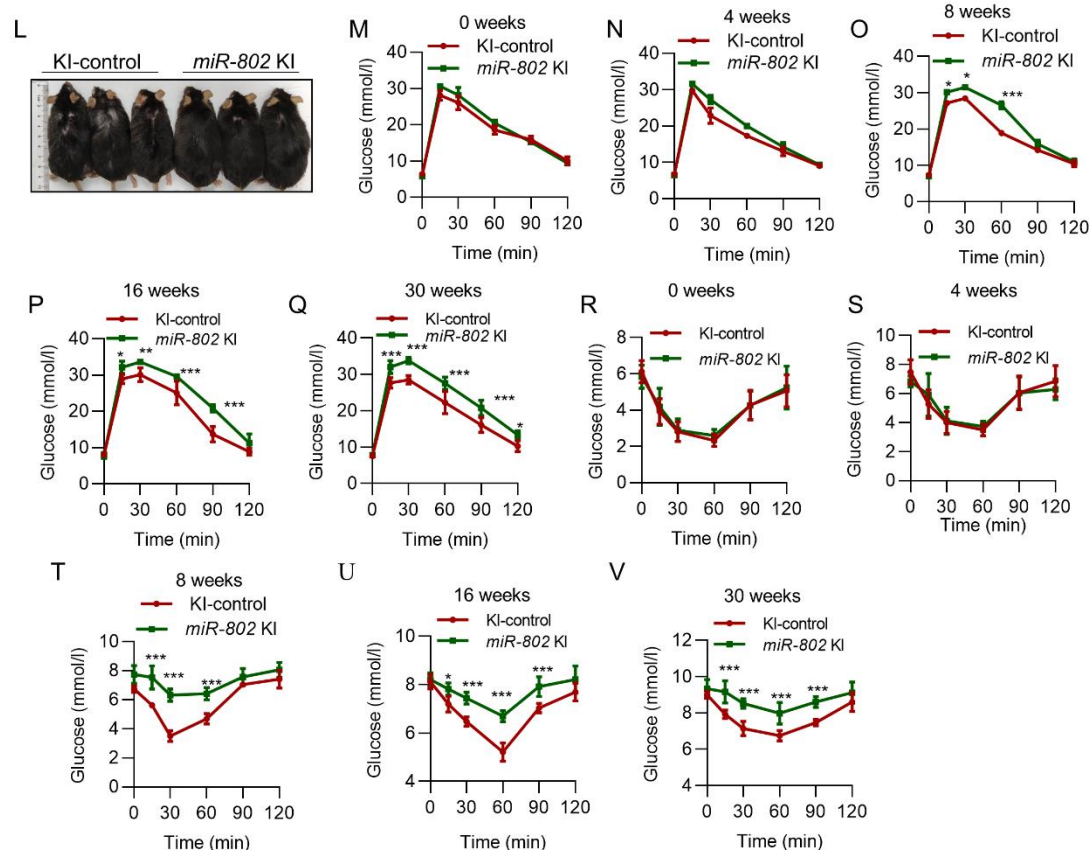 L
KI-control miR-802 KI
M
0 weeks
KI-control
miR-802 KI
Glucose (mmol/l)
40
30
20
10
0
0 30 60 90 120
Time (min)
N
4 weeks
KI-control
miR-802 KI
Glucose (mmol/l)
40
30
20
10
0
0 30 60 90 120
Time (min)
O
8 weeks
KI-control
miR-802 KI
Glucose (mmol/l)
40
30
20
10
0
* * ***
0 30 60 90 120
Time (min)
P
16 weeks
KI-control
miR-802 KI
Glucose (mmol/l)
40
30
20
10
0
* ** *** ***
0 30 60 90 120
Time (min)
Q
30 weeks
KI-control
miR-802 KI
Glucose (mmol/l)
40
30
20
10
0
*** *** *** *** *
0 30 60 90 120
Time (min)
R
0 weeks
KI-control
miR-802 KI
Glucose (mmol/l)
8
6
4
2
0
0 30 60 90 120
Time (min)
S
4 weeks
KI-control
miR-802 KI
Glucose (mmol/l)
10
8
6
4
2
0
0 30 60 90 120
Time (min)
T
8 weeks
KI-control
miR-802 KI
Glucose (mmol/l)
10
8
6
4
2
0
*** *** ***
0 30 60 90 120
Time (min)
U
16 weeks
KI-control
miR-802 KI
Glucose (mmol/l)
10
8
6
4
* *** *** ***
0 30 60 90 120
Time (min)
V
30 weeks
KI-control
miR-802 KI
Glucose (mmol/l)
12
10
8
6
4
*** *** *** ***
0 30 60 90 120
Time (min)